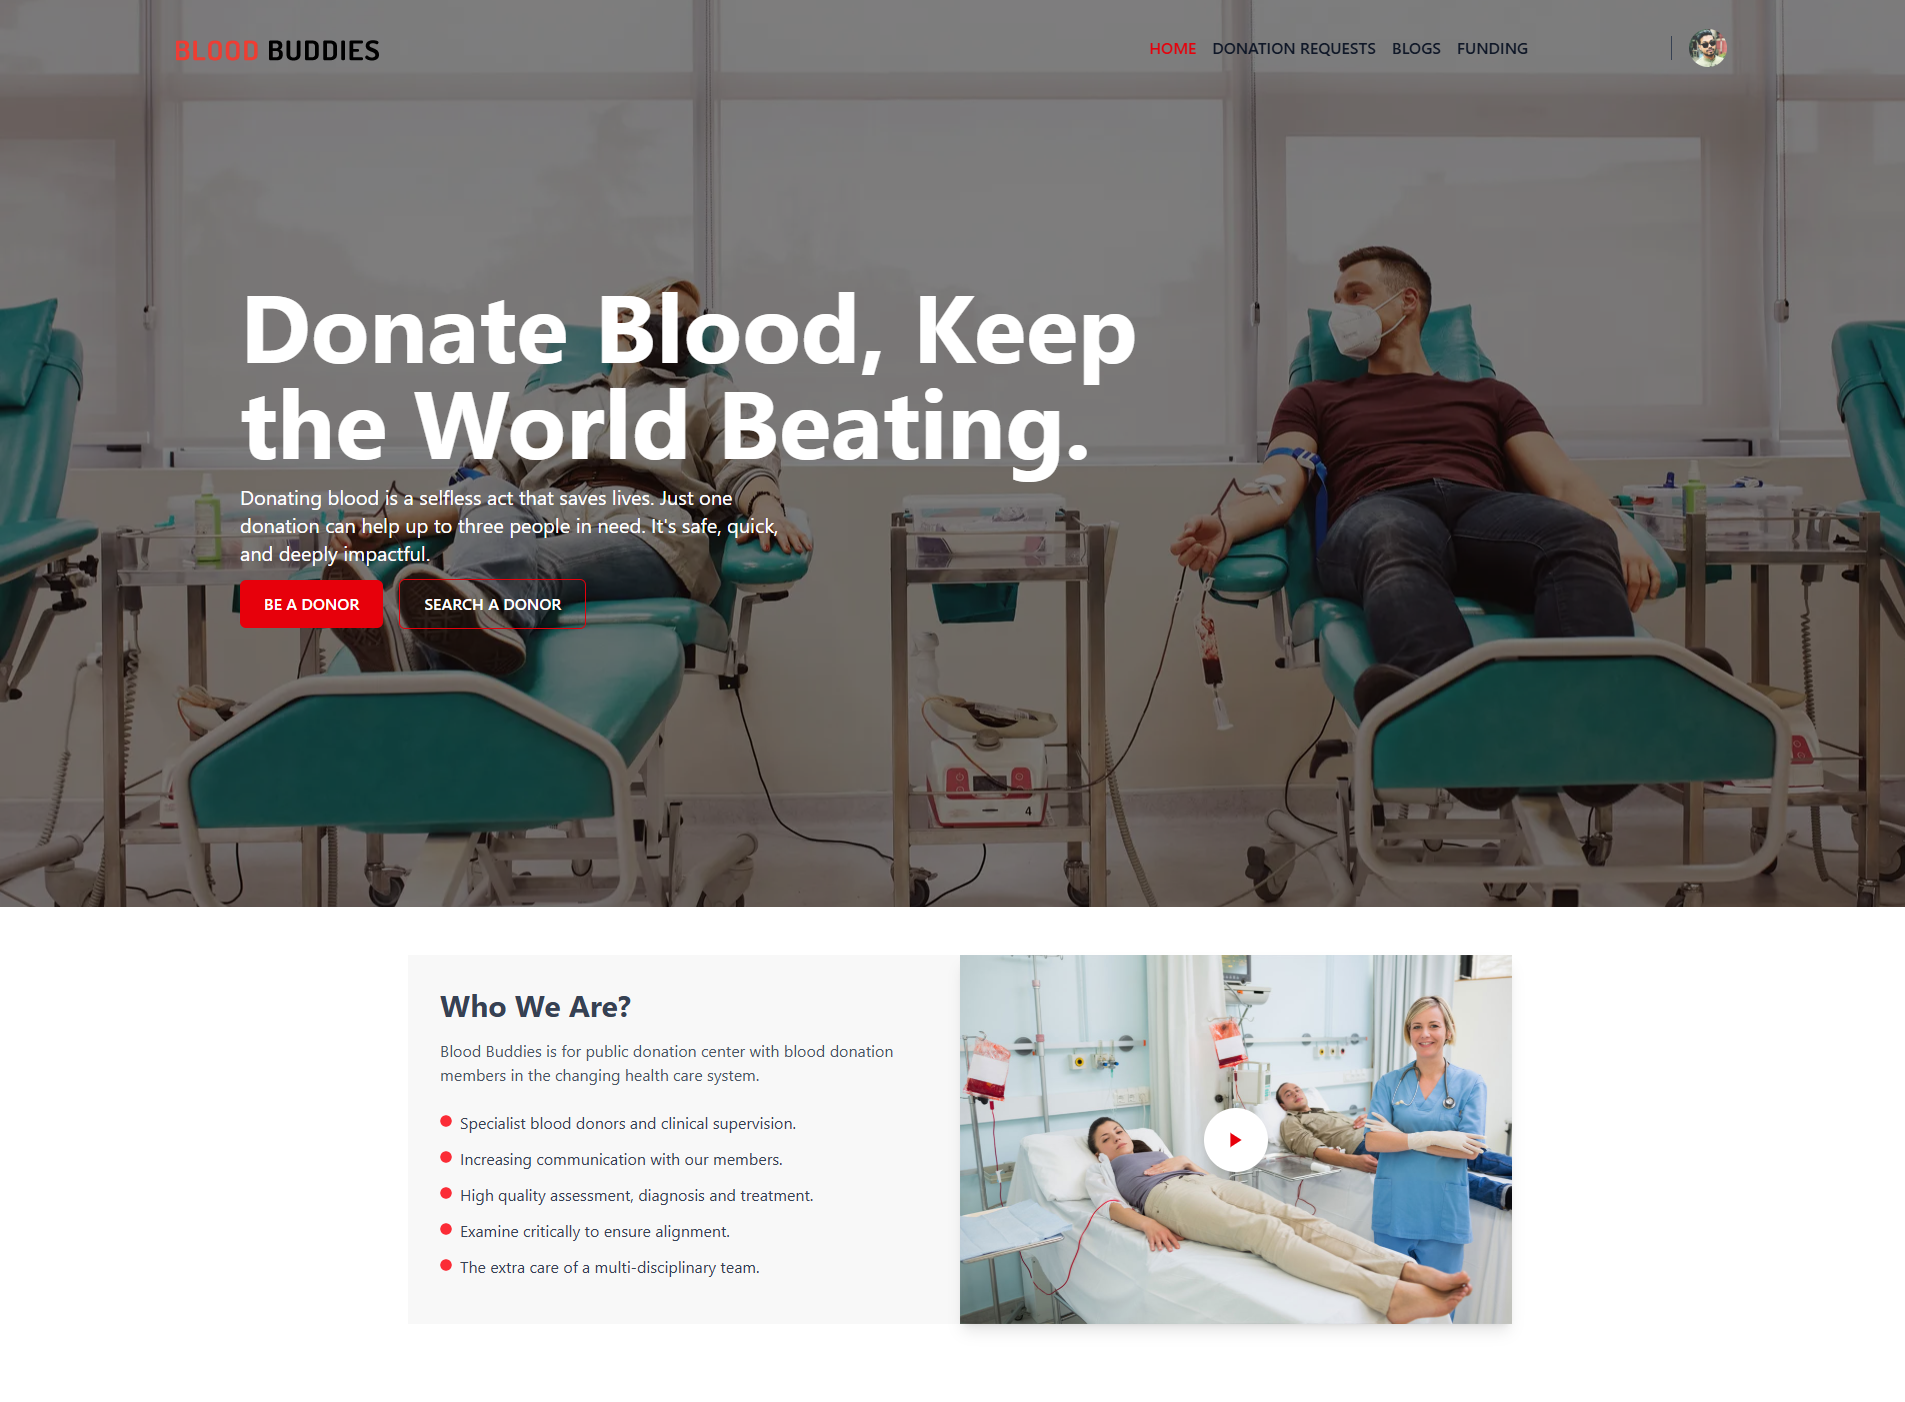 BLOOD BUDDIES
HOME DONATION REQUESTS BLOGS FUNDING
Donate Blood, Keep
the World Beating.
Donating blood is a selfless act that saves lives. Just one
donation can help up to three people in need. It's safe, quick,
and deeply impactful.
BE A DONOR
SEARCH A DONOR
4
Who We Are?
Blood Buddies is for public donation center with blood donation
members in the changing health care system.
Specialist blood donors and clinical supervision.
Increasing communication with our members.
High quality assessment, diagnosis and treatment.
Examine critically to ensure alignment.
The extra care of a multi-disciplinary team.